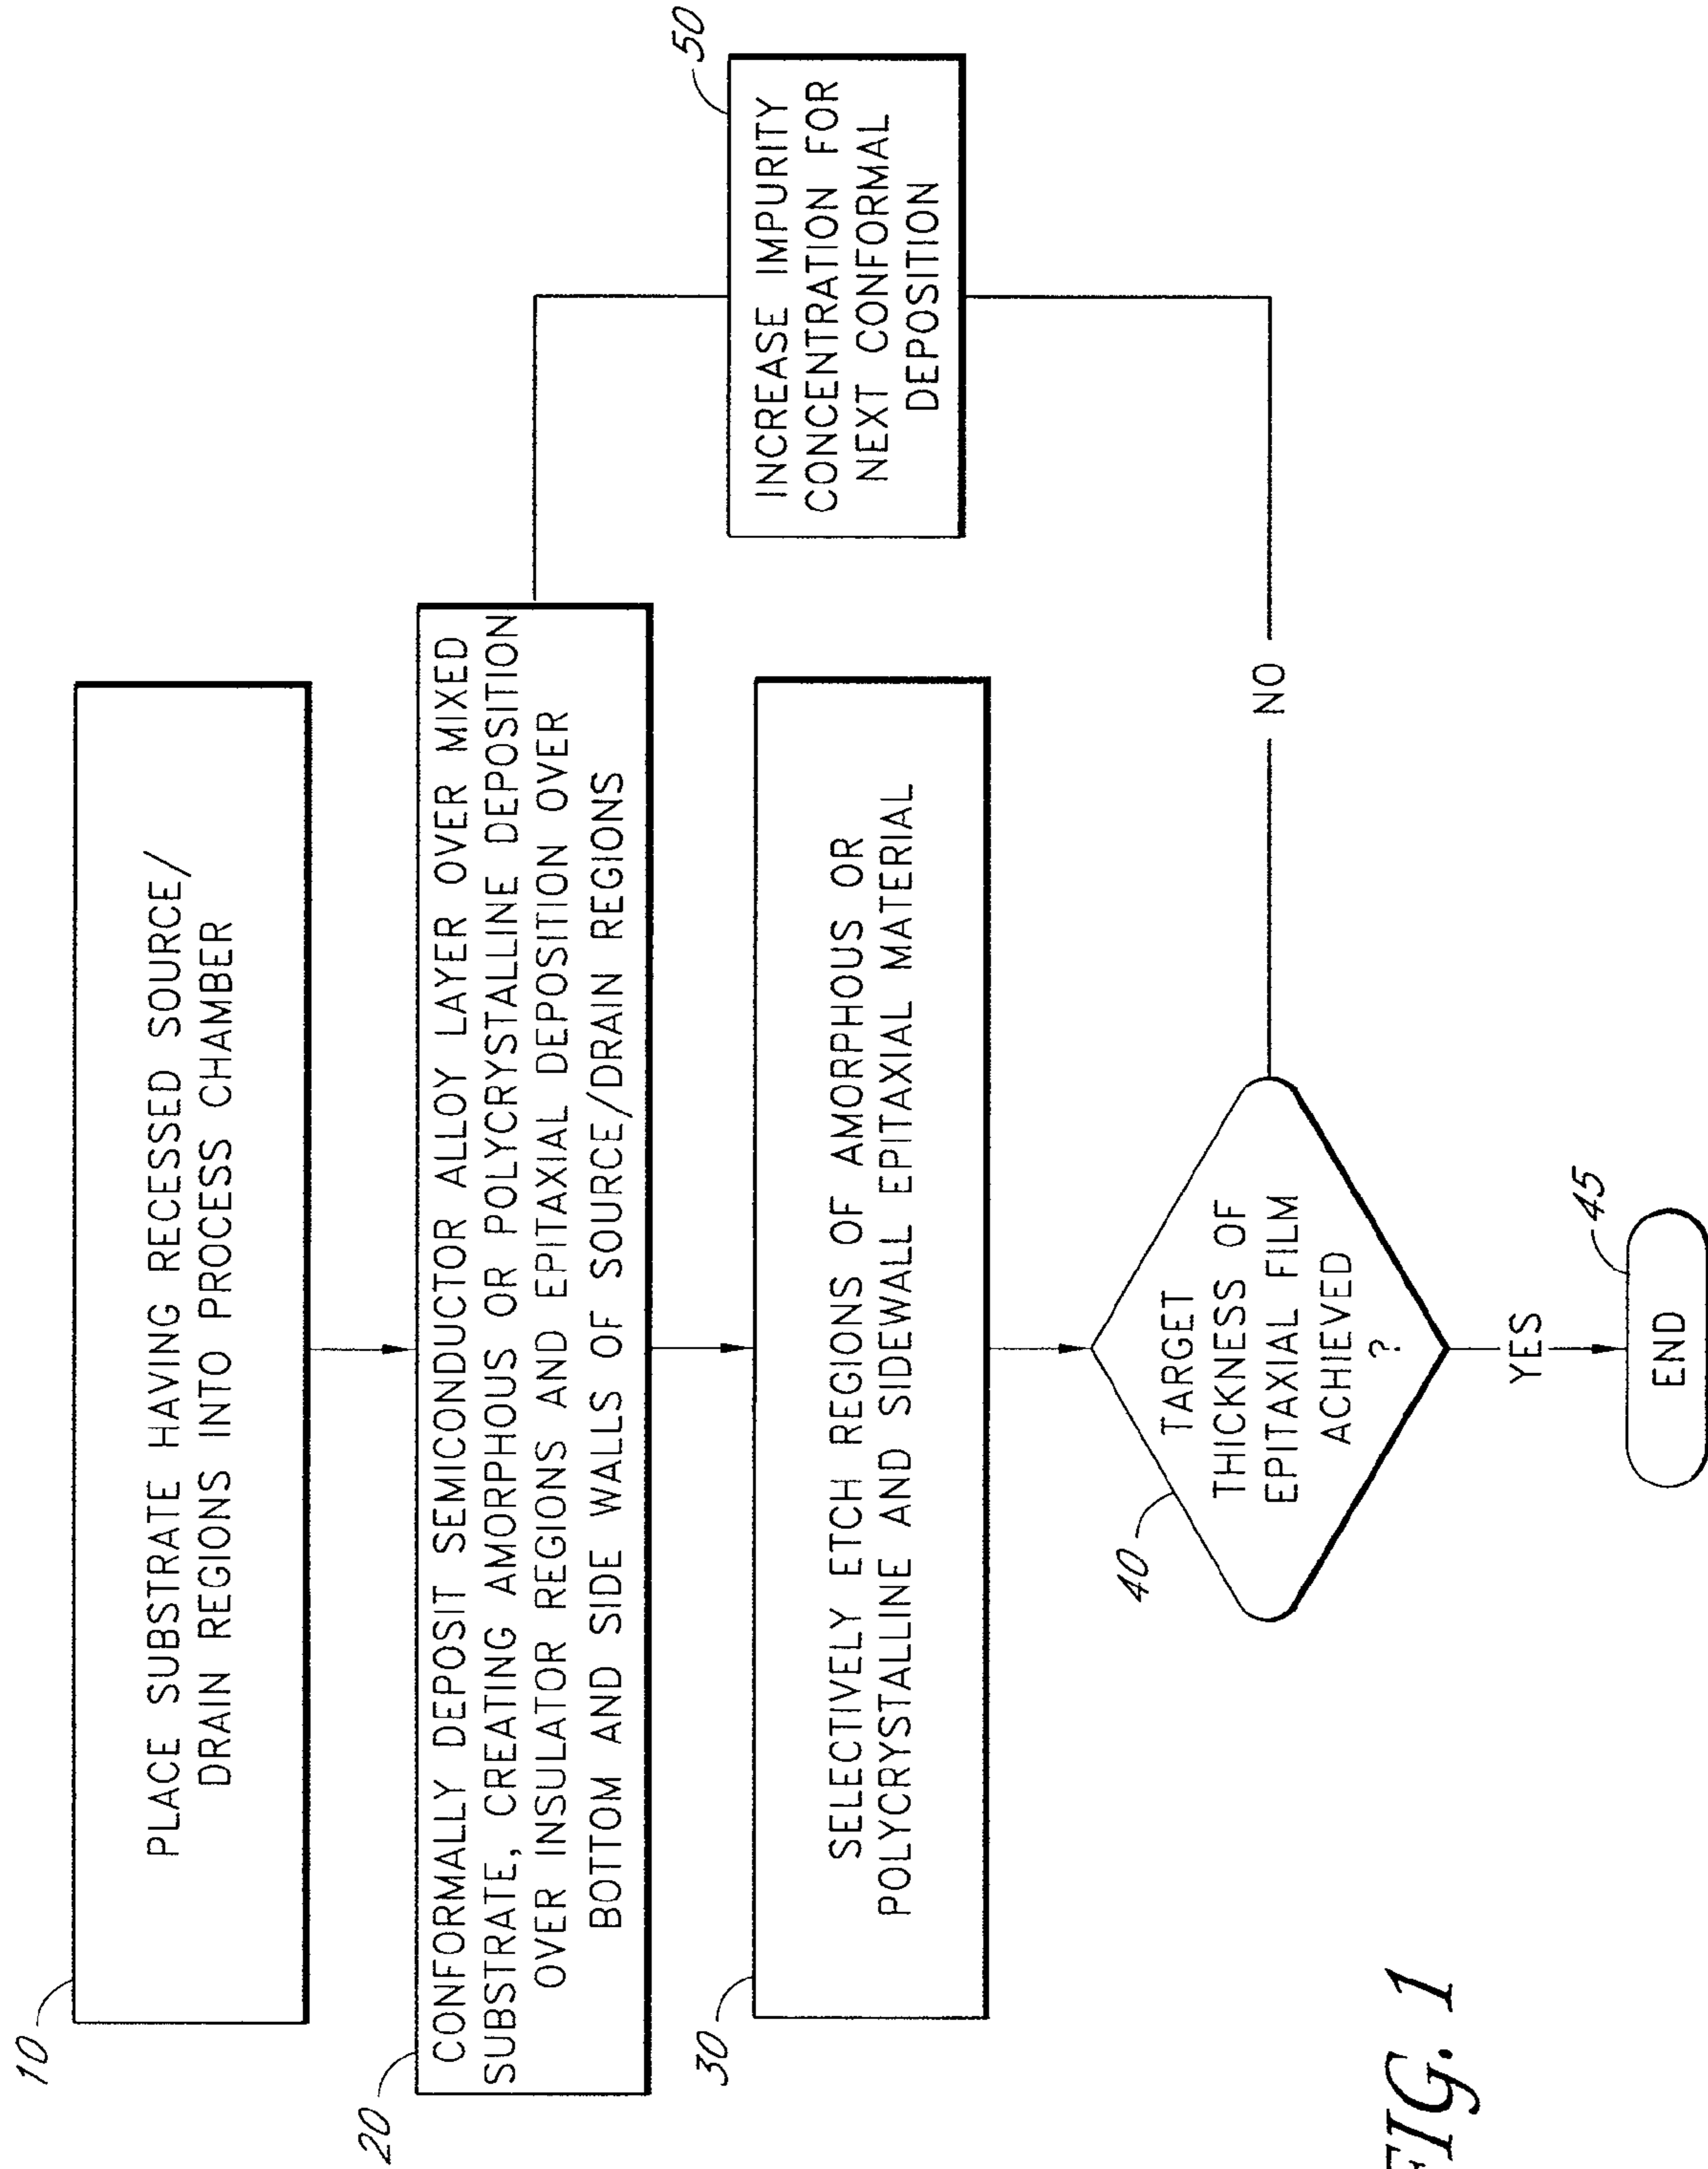 10
PLACE SUBSTRATE HAVING RECESSED SOURCE/
DRAIN REGIONS INTO PROCESS CHAMBER
20
CONFORMALLY DEPOSIT SEMICONDUCTOR ALLOY LAYER OVER MIXED
SUBSTRATE, CREATING AMORPHOUS OR POLYCRYSTALLINE DEPOSITION
OVER INSULATOR REGIONS AND EPITAXIAL DEPOSITION OVER
BOTTOM AND SIDE WALLS OF SOURCE/DRAIN REGIONS
30
SELECTIVELY ETCH REGIONS OF AMORPHOUS OR
POLYCRYSTALLINE AND SIDEWALL EPITAXIAL MATERIAL
50
INCREASE IMPURITY
CONCENTRATION FOR
NEXT CONFORMAL
DEPOSITION
40
TARGET
THICKNESS OF
EPITAXIAL FILM
ACHIEVED
?
NO
YES
45
END
FIG. 1